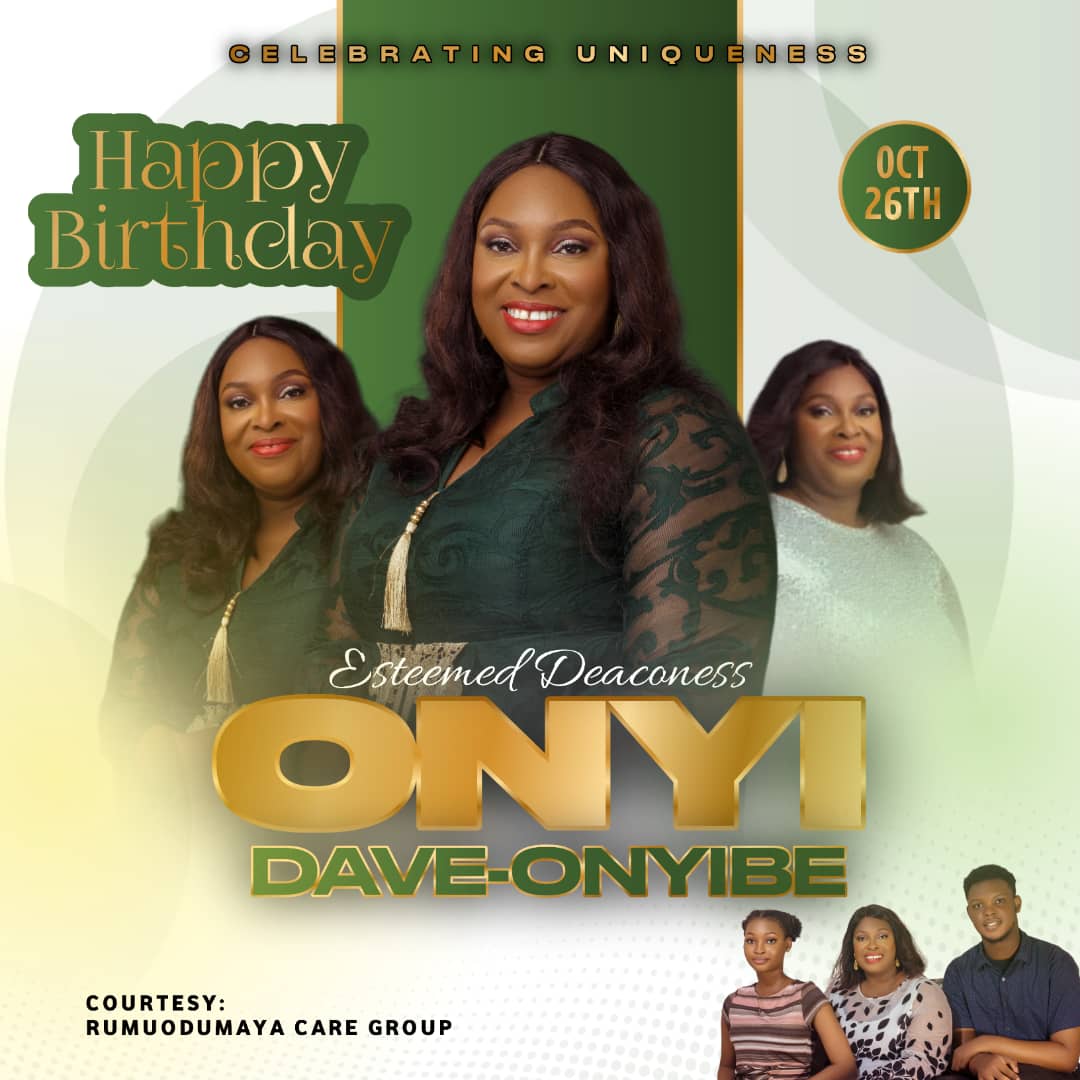 CELEBRATING UNIQUENESS
Happy
Birthday
OCT
26TH
Esteemed Deaconess
ONYI
DAVE-ONYIBE
COURTESY:
RUMUODUMAYA CARE GROUP